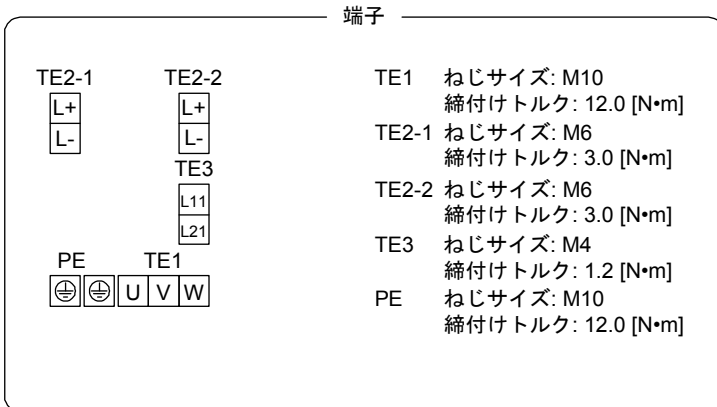 端子
TE2-1 TE2-2
L+ L+
L- L-
TE3
L11
L21
PE TE1
U V W
TE1 ねじサイズ: M10
締付けトルク: 12.0 [N•m]
TE2-1 ねじサイズ: M6
締付けトルク: 3.0 [N•m]
TE2-2 ねじサイズ: M6
締付けトルク: 3.0 [N•m]
TE3 ねじサイズ: M4
締付けトルク: 1.2 [N•m]
PE ねじサイズ: M10
締付けトルク: 12.0 [N•m]